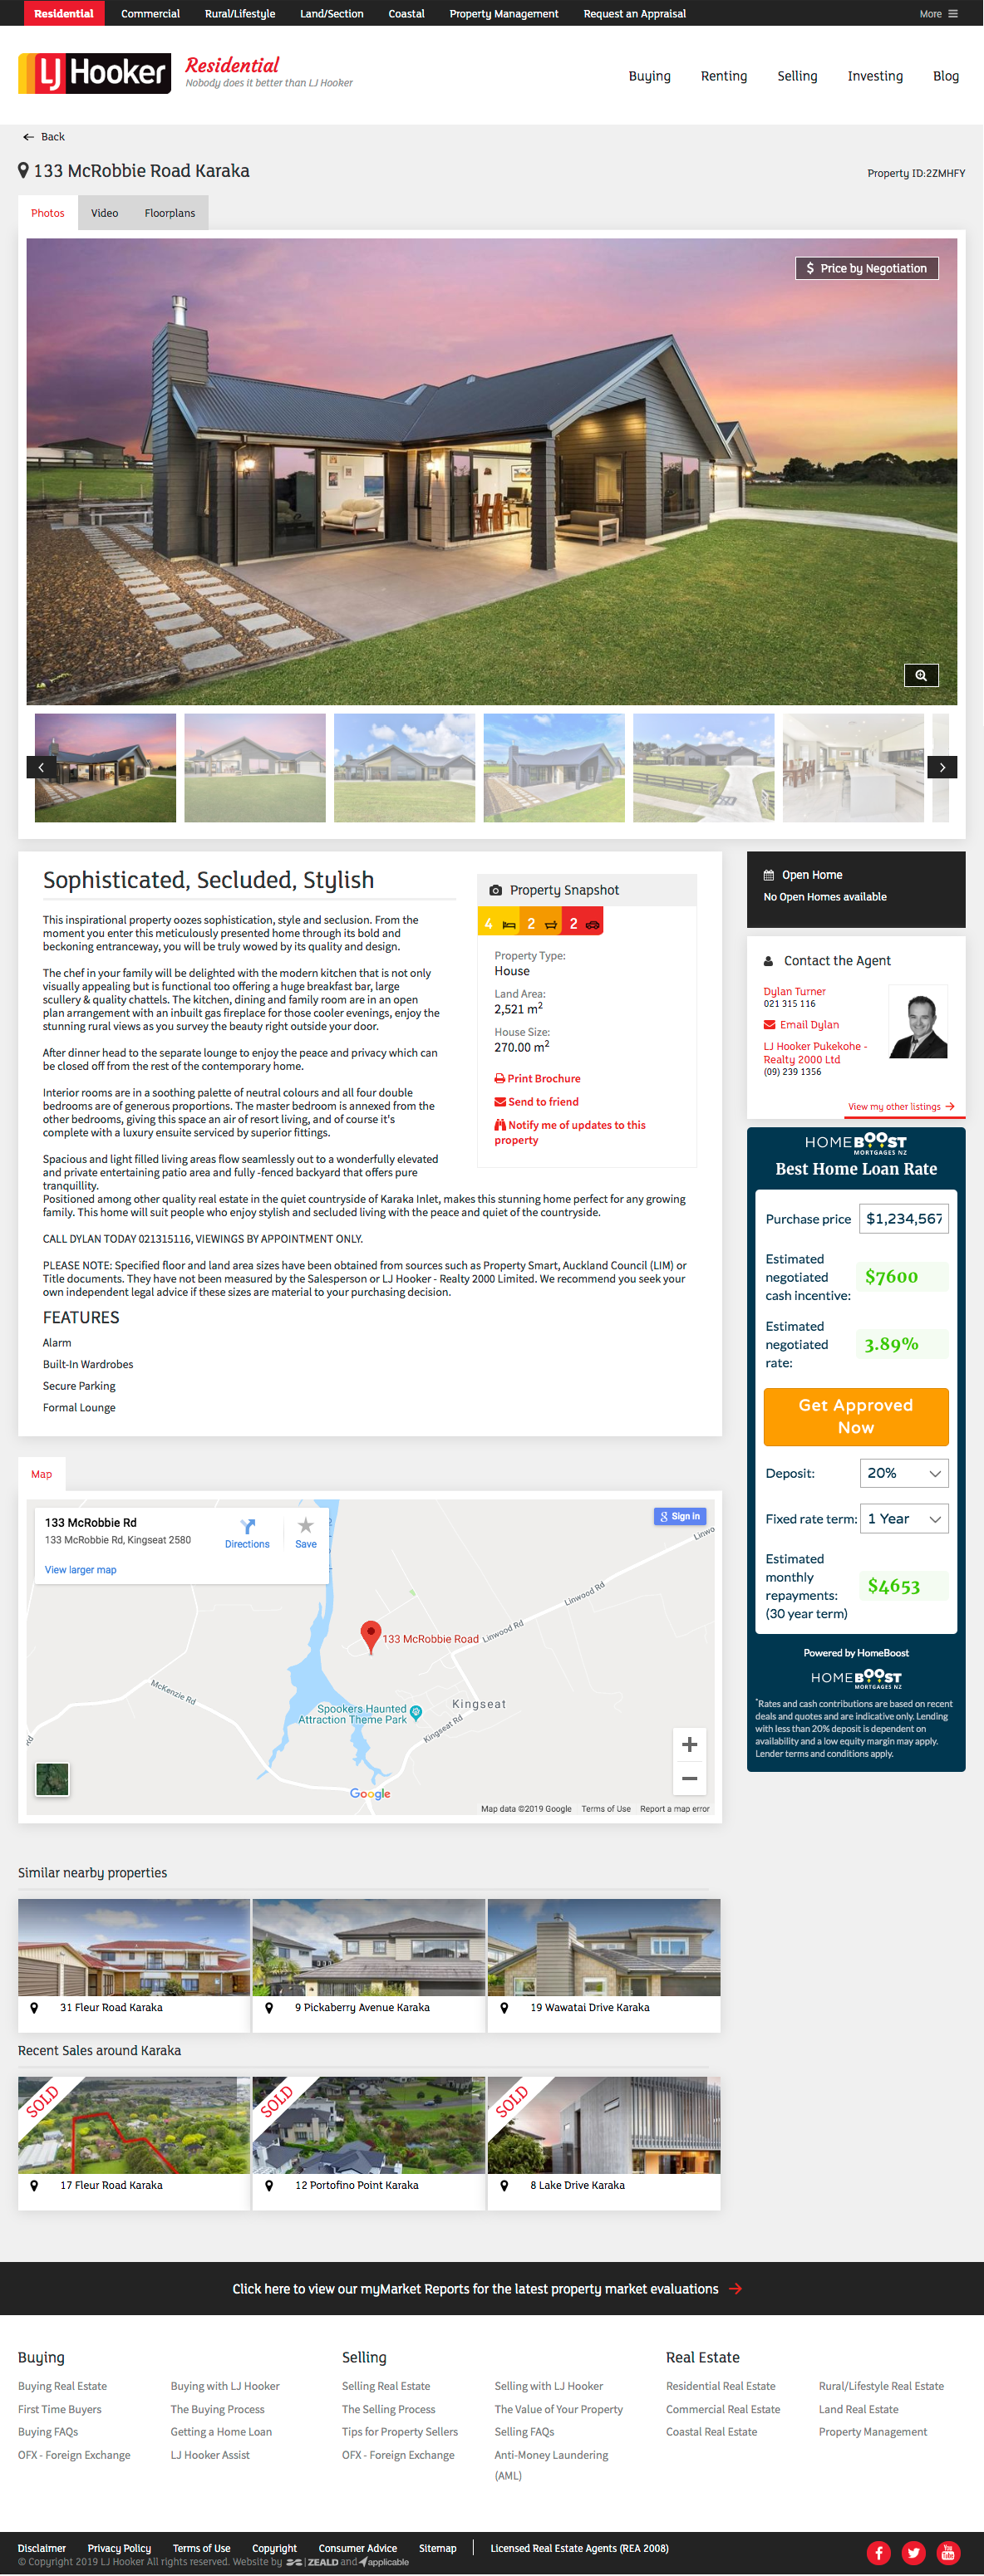 Residential Commercial Rural/Lifestyle Land/Section Coastal Property Management Request an Appraisal More
LJ Hooker Residential
Nobody does it better than LJ Hooker
Buying Renting Selling Investing Blog
Back
133 McRobbie Road Karaka
Property ID:2ZMHFY
Photos Video Floorplans
$ Price by Negotiation
Sophisticated, Secluded, Stylish
This inspirational property oozes sophistication, style and seclusion. From the
moment you enter this meticulously presented home through its bold and
beckoning entranceway, you will be truly wowed by its quality and design.
The chef in your family will be delighted with the modern kitchen that is not only
visually appealing but is functional too offering a huge breakfast bar, large
scullery & quality chattels. The kitchen, dining and family room are in an open
plan arrangement with an inbuilt gas fireplace for those cooler evenings, enjoy the
stunning rural views as you survey the beauty right outside your door.
After dinner head to the separate lounge to enjoy the peace and privacy which can
be closed off from the rest of the contemporary home.
Interior rooms are in a soothing palette of neutral colours and all four double
bedrooms are of generous proportions. The master bedroom is annexed from the
other bedrooms, giving this space an air of resort living, and of course it's
complete with a luxury ensuite serviced by superior fittings.
Spacious and light filled living areas flow seamlessly out to a wonderfully elevated
and private entertaining patio area and fully -fenced backyard that offers pure
tranquillity.
Positioned among other quality real estate in the quiet countryside of Karaka Inlet, makes this stunning home perfect for any growing
family. This home will suit people who enjoy stylish and secluded living with the peace and quiet of the countryside.
CALL DYLAN TODAY 021315116, VIEWINGS BY APPOINTMENT ONLY.
PLEASE NOTE: Specified floor and land area sizes have been obtained from sources such as Property Smart, Auckland Council (LIM) or
Title documents. They have not been measured by the Salesperson or LJ Hooker - Realty 2000 Limited. We recommend you seek your
own independent legal advice if these sizes are material to your purchasing decision.
FEATURES
Alarm
Built-In Wardrobes
Secure Parking
Formal Lounge
Property Snapshot
4 2 2
Property Type:
House
Land Area:
2,521 m²
House Size:
270.00 m²
Print Brochure
Send to friend
Notify me of updates to this
property
Open Home
No Open Homes available
Contact the Agent
Dylan Turner
021 315 116
Email Dylan
LJ Hooker Pukekohe -
Realty 2000 Ltd
(09) 239 1356
View my other listings
HOMEBOOST
MORTGAGES NZ
Best Home Loan Rate
Purchase price $1,234,567
Estimated
negotiated
cash incentive:
$7600
Estimated
negotiated
rate:
3.89%
Get Approved
Now
Deposit: 20%
Fixed rate term: 1 Year
Estimated
monthly
repayments:
(30 year term)
$4653
Powered by HomeBoost
HOMEBOOST
MORTGAGES NZ
*Rates and cash contributions are based on recent
deals and quotes and are indicative only. Lending
with less than 20% deposit is dependent on
availability and a low equity margin may apply.
Lender terms and conditions apply.
Map
133 McRobbie Rd
133 McRobbie Rd, Kingseat 2580
View larger map
Directions
Save
Sign in
Linwo
Linwood Rd
133 McRobbie Road
Linwood Rd
McKenzie Rd
Spookers Haunted
Attraction Theme Park
Kingseat
Kingseat Rd
rd
Google
Map data ©2019 Google Terms of Use Report a map error
Similar nearby properties
31 Fleur Road Karaka
9 Pickaberry Avenue Karaka
19 Wawatai Drive Karaka
Recent Sales around Karaka
SOLD
SOLD
SOLD
17 Fleur Road Karaka
12 Portofino Point Karaka
8 Lake Drive Karaka
Click here to view our myMarket Reports for the latest property market evaluations
Buying
Buying Real Estate
First Time Buyers
Buying FAQs
OFX - Foreign Exchange
Buying with LJ Hooker
The Buying Process
Getting a Home Loan
LJ Hooker Assist
Selling
Selling Real Estate
The Selling Process
Tips for Property Sellers
OFX - Foreign Exchange
Selling with LJ Hooker
The Value of Your Property
Selling FAQs
Anti-Money Laundering
(AML)
Real Estate
Residential Real Estate
Commercial Real Estate
Coastal Real Estate
Rural/Lifestyle Real Estate
Land Real Estate
Property Management
Disclaimer Privacy Policy Terms of Use Copyright Consumer Advice Sitemap Licensed Real Estate Agents (REA 2008)
© Copyright 2019 LJ Hooker All rights reserved. Website by ZEALD and applicable
You Tube